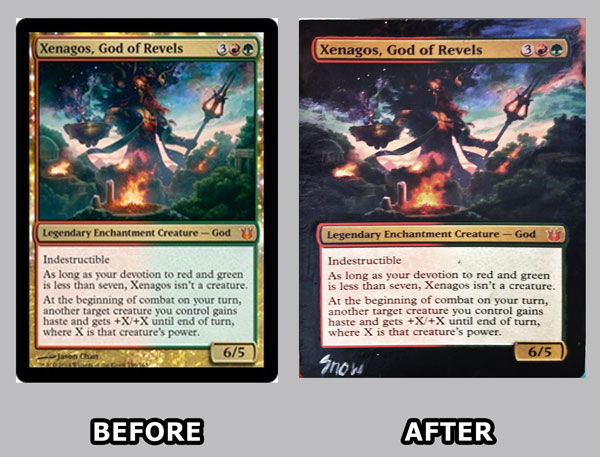 Xenagos, God of Revels 3
Legendary Enchantment Creature — God
Indestructible
As long as your devotion to red and green
is less than seven, Xenagos isn't a creature.
At the beginning of combat on your turn,
another target creature you control gains
haste and gets +X/+X until end of turn,
where X is that creature's power.
Jason Chan
6/5
BEFORE
Xenagos, God of Revels 3
Legendary Enchantment Creature — God
Indestructible
As long as your devotion to red and green
is less than seven, Xenagos isn't a creature.
At the beginning of combat on your turn,
another target creature you control gains
haste and gets +X/+X until end of turn,
where X is that creature's power.
6/5
Snow
AFTER